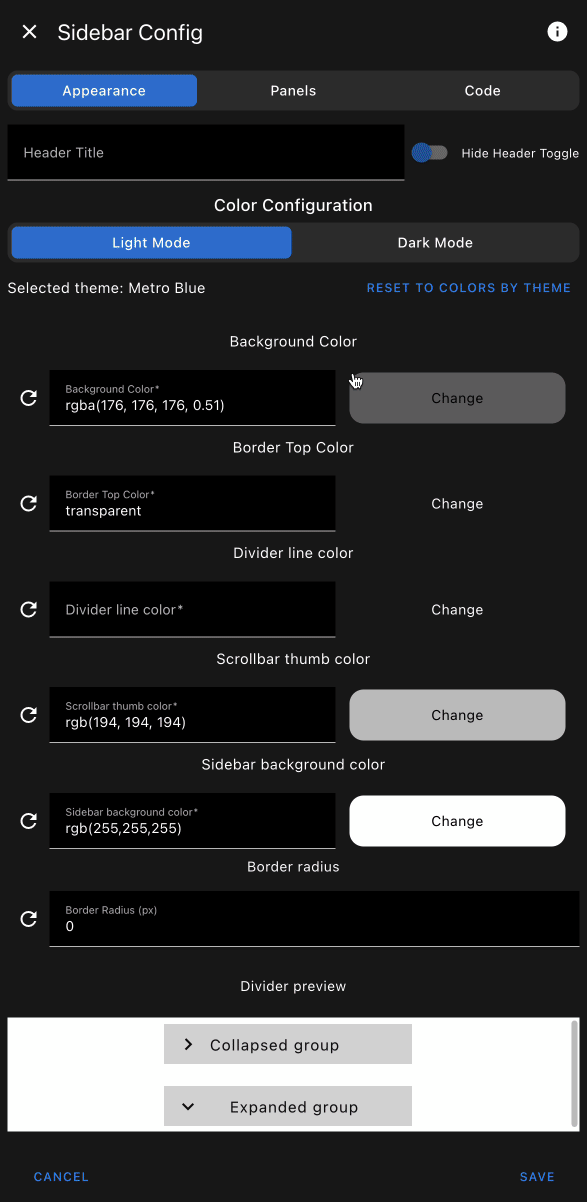 Sidebar Config
Appearance
Panels
Code
Header Title
Hide Header Toggle
Color Configuration
Light Mode
Dark Mode
Selected theme: Metro Blue
RESET TO COLORS BY THEME
Background Color
Background Color*
rgba(176, 176, 176, 0.51)
Change
Border Top Color
Border Top Color*
transparent
Change
Divider line color
Divider line color*
Change
Scrollbar thumb color
Scrollbar thumb color*
rgb(194, 194, 194)
Change
Sidebar background color
Sidebar background color*
rgb(255,255,255)
Change
Border radius
Border Radius (px)
0
Divider preview
Collapsed group
Expanded group
CANCEL
SAVE